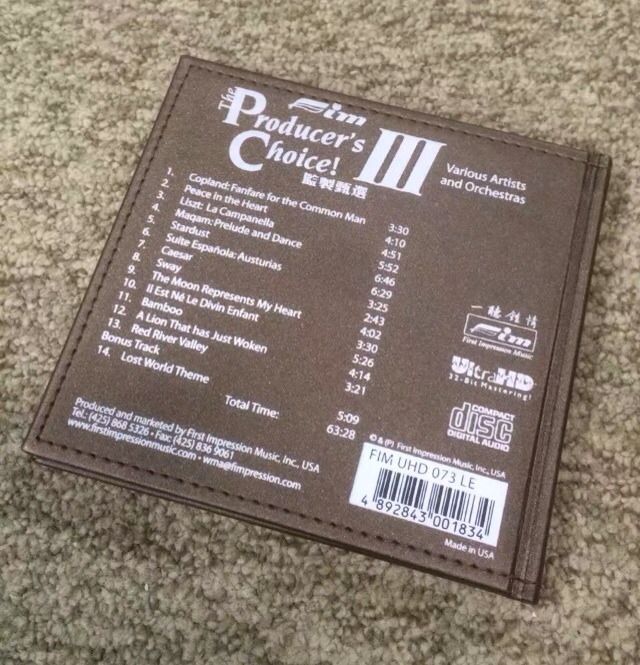 The Producer's Choice! III
fim
監製甄選
Various Artists
and Orchestras
1. Copland: Fanfare for the Common Man 3:30
2. Peace in the Heart 4:10
3. Liszt: La Campanella 4:51
4. Maqam: Prelude and Dance 5:52
5. Stardust 6:46
6. Suite Española: Austurias 6:29
7. Caesar 3:25
8. Sway 2:43
9. The Moon Represents My Heart 4:02
10. Il Est Né Le Divin Enfant 3:30
11. Bamboo 5:26
12. A Lion That has Just Woken 4:14
13. Red River Valley 3:21
Bonus Track
14. Lost World Theme 5:09
Total Time: 63:28
一聽鍾情
fim
First Impression Music
UltraHD
32-Bit Mastering!
COMPACT
disc
DIGITAL AUDIO
Produced and marketed by First Impression Music, Inc., USA
Tel.: (425) 868 5326 • Fax: (425) 836 9061
www.firstimpressionmusic.com • wma@fimpression.com
© & (P) First Impression Music, Inc., USA
FIM UHD 073 LE
4 892843 001834
Made in USA